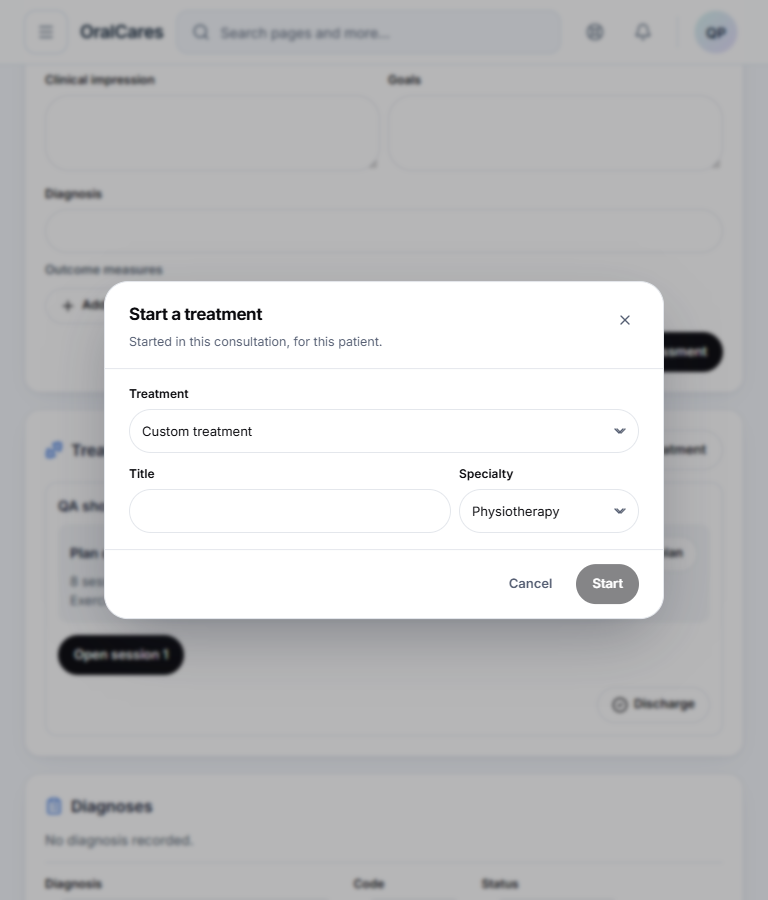 OralCares
Search pages and more...
QP
Clinical impression
Goals
Diagnosis
Outcome measures
Start a treatment
Started in this consultation, for this patient.
Treatment
Custom treatment
Title
Specialty
Physiotherapy
Cancel
Start
Open session 1
Discharge
Diagnoses
No diagnosis recorded.
Diagnosis
Code
Status